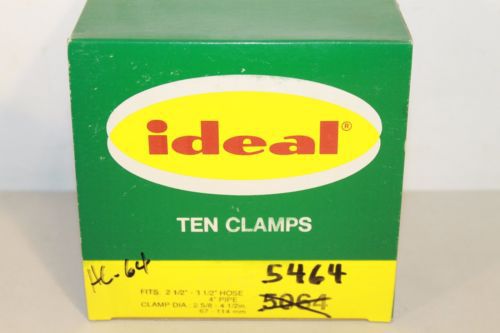 ideal®
TEN CLAMPS
HC-64
5464
FITS: 2 1/2" - 3 1/2" HOSE
4" PIPE
CLAMP DIA.: 2 5/8 - 4 1/2in.
67 - 114 mm
5064